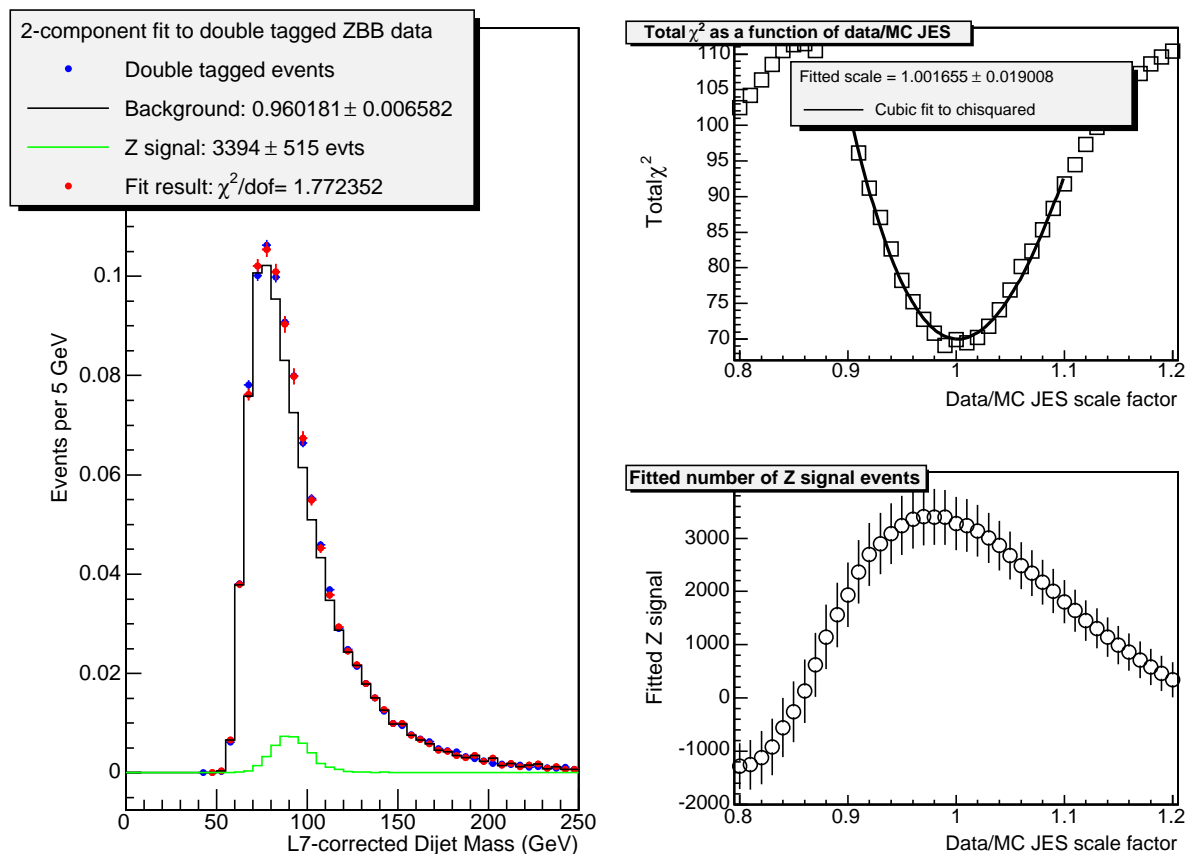 2-component fit to double tagged ZBB data
Double tagged events
Background: 0.960181 ± 0.006582
Z signal: 3394 ± 515 evts
Fit result: χ²/dof= 1.772352
0.1
0.08
0.06
0.04
0.02
0
Events per 5 GeV
0 50 100 150 200 250
L7-corrected Dijet Mass (GeV)
Total χ² as a function of data/MC JES
Fitted scale = 1.001655 ± 0.019008
Cubic fit to chisquared
110
105
100
95
90
85
80
75
70
Total χ²
0.8 0.9 1 1.1 1.2
Data/MC JES scale factor
Fitted number of Z signal events
3000
2000
1000
0
-1000
-2000
Fitted Z signal
0.8 0.9 1 1.1 1.2
Data/MC JES scale factor